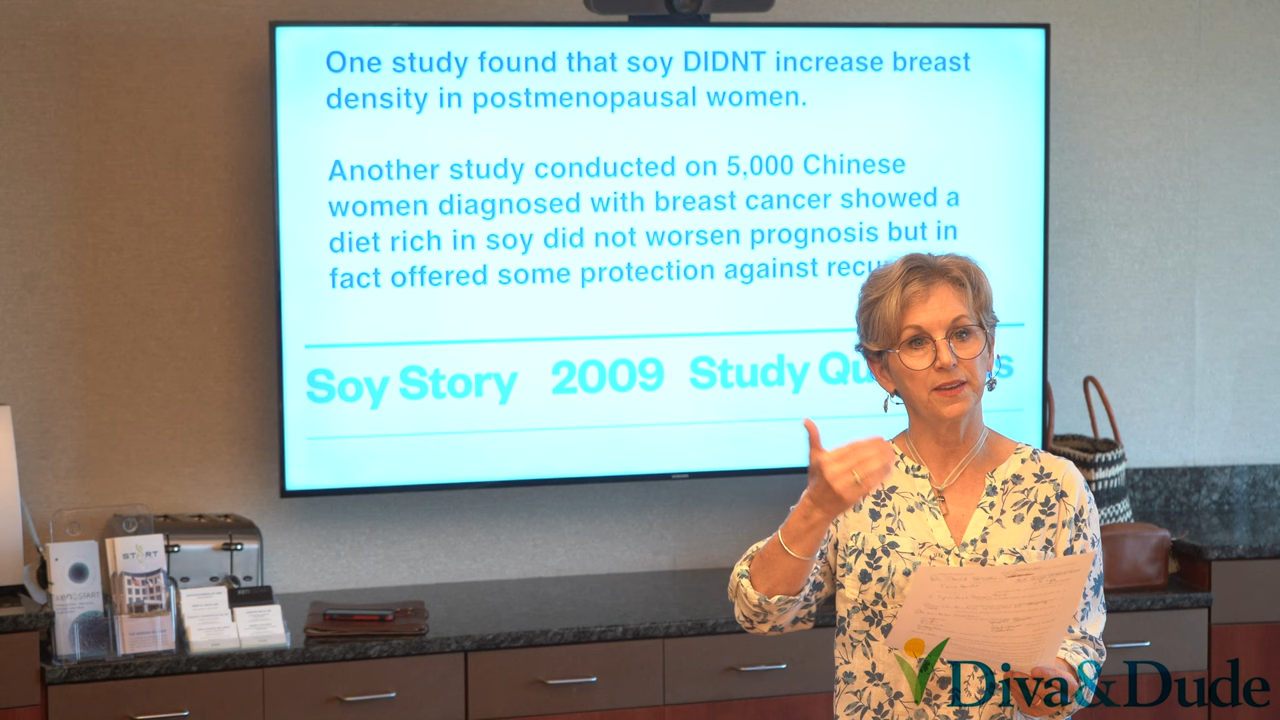 One study found that soy DIDNT increase breast
density in postmenopausal women.
Another study conducted on 5,000 Chinese
women diagnosed with breast cancer showed a
diet rich in soy did not worsen prognosis but in
fact offered some protection against
Soy Story 2009 Study
START
Diva&Dude